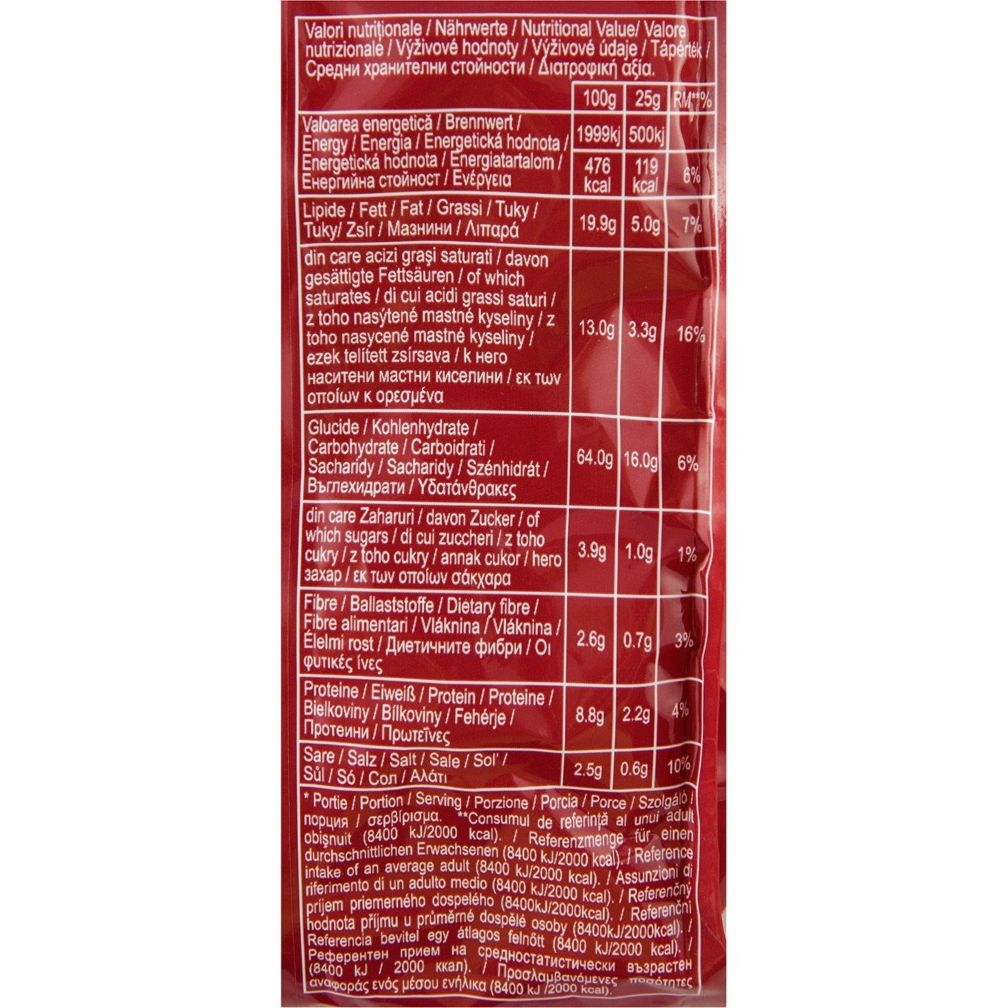 Valori nutriționale / Nährwerte / Nutritional Value/ Valore
nutrizionale / Výživové hodnoty / Výživové údaje / Tápérték /
Средни хранителни стойности / Διατροφική αξία.
100g 25g RM**%
Valoarea energetică / Brennwert /
Energy / Energia / Energetická hodnota /
Energetická hodnota / Energiatartalom /
Енергийна стойност / Ενέργεια
1999kj 500kj
476 kcal 119 kcal 6%
Lipide / Fett / Fat / Grassi / Tuky /
Tuky/ Zsír / Мазнини / Λιπαρά
19.9g 5.0g 7%
din care acizi grași saturati / davon
gesättigte Fettsäuren / of which
saturates / di cui acidi grassi saturi /
z toho nasýtené mastné kyseliny / z
toho nasycené mastné kyseliny /
ezek telített zsírsava / k него
наситени мастни киселини / εκ των
οποίων κ ορεσμένα
13.0g 3.3g 16%
Glucide / Kohlenhydrate /
Carbohydrate / Carboidrati /
Sacharidy / Sacharidy / Szénhidrát /
Въглехидрати / Υδατάνθρακες
64.0g 16.0g 6%
din care Zaharuri / davon Zucker / of
which sugars / di cui zuccheri / z toho
cukry / z toho cukry / annak cukor / него
захар / εκ των οποίων σάκχαρα
3.9g 1.0g 1%
Fibre / Ballaststoffe / Dietary fibre /
Fibre alimentari / Vláknina / Vláknina /
Élelmi rost / Диетичните фибри / Οι
φυτικές ίνες
2.6g 0.7g 3%
Proteine / Eiweiß / Protein / Proteine /
Bielkoviny / Bílkoviny / Fehérje /
Протеини / Πρωτεΐνες
8.8g 2.2g 4%
Sare / Salz / Salt / Sale / Sol' /
Sůl / Só / Сол / Αλάτι
2.5g 0.6g 10%
* Portie / Portion / Serving / Porzione / Porcia / Porce / Szolgáló /
порция / σερβίρισμα. **Consumul de referință al unui adult
obișnuit (8400 kJ/2000 kcal). / Referenzmenge für einen
durchschnittlichen Erwachsenen (8400 kJ/2000 kcal). / Reference
intake of an average adult (8400 kJ/2000 kcal). / Assunzioni di
riferimento di un adulto medio (8400 kJ/2000 kcal). / Referenčný
príjem priemerného dospelého (8400kJ/2000kcal). / Referenční
hodnota příjmu u průměrné dospělé osoby (8400kJ/2000kcal). /
Referencia bevitel egy átlagos felnőtt (8400 kJ/2000 kcal). /
Референтен прием на средностатистически възрастен
(8400 kJ / 2000 ккал). / Προσλαμβανόμενες ποσότητες
αναφοράς ενός μέσου ενήλικα (8400 kJ /2000 kcal).